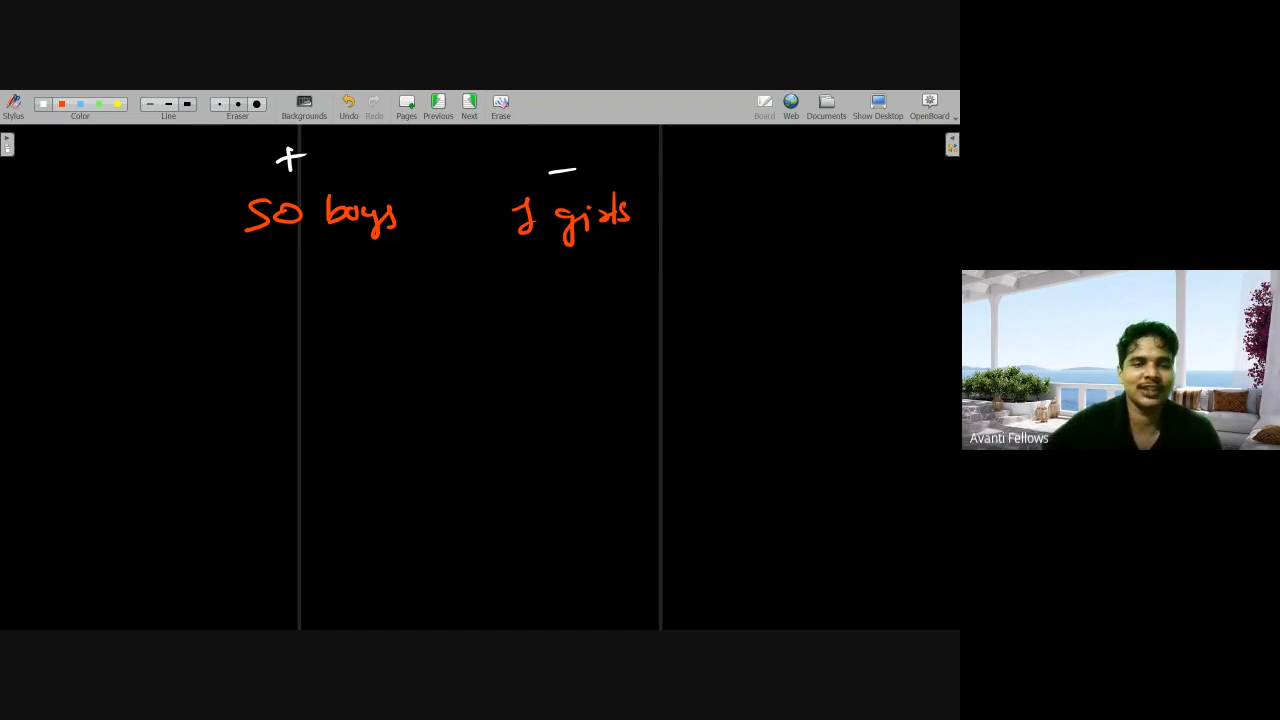 Stylus
Color
Line
Eraser
Backgrounds
Undo
Redo
Pages
Previous
Next
Erase
Board
Web
Documents
Show Desktop
OpenBoard
+ −
50 boys 1 girls
Avanti Fellows